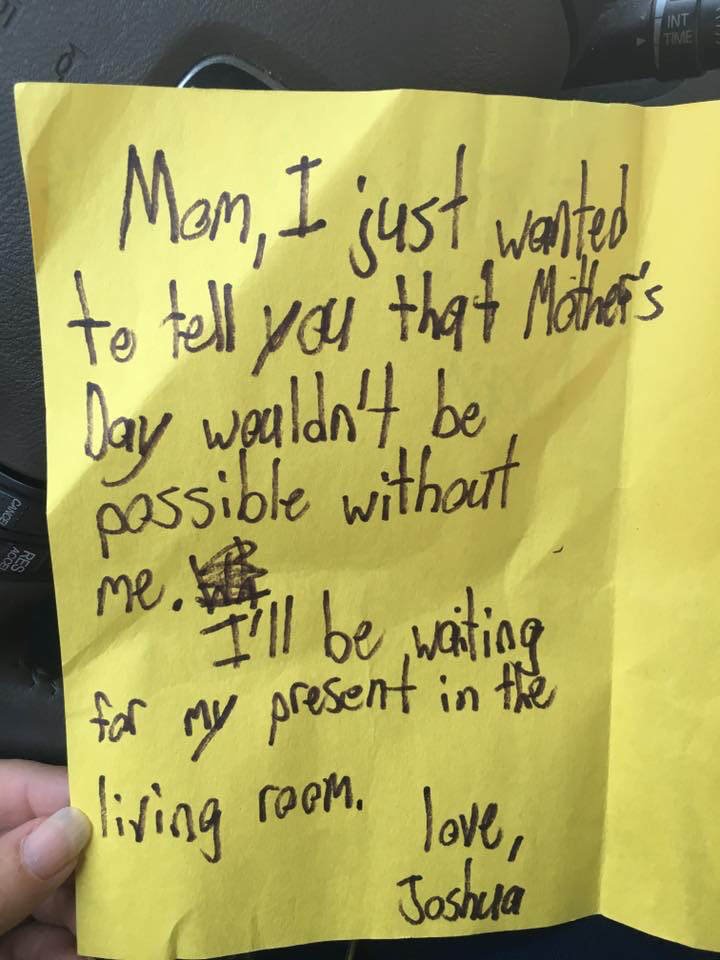 INT
TIME
Mom, I just wanted
to tell you that Mother's
Day wouldn't be
possible without
me.
I'll be waiting
for my present in the
living room.
love,
Joshua
CANCEL
RES
ACCEL